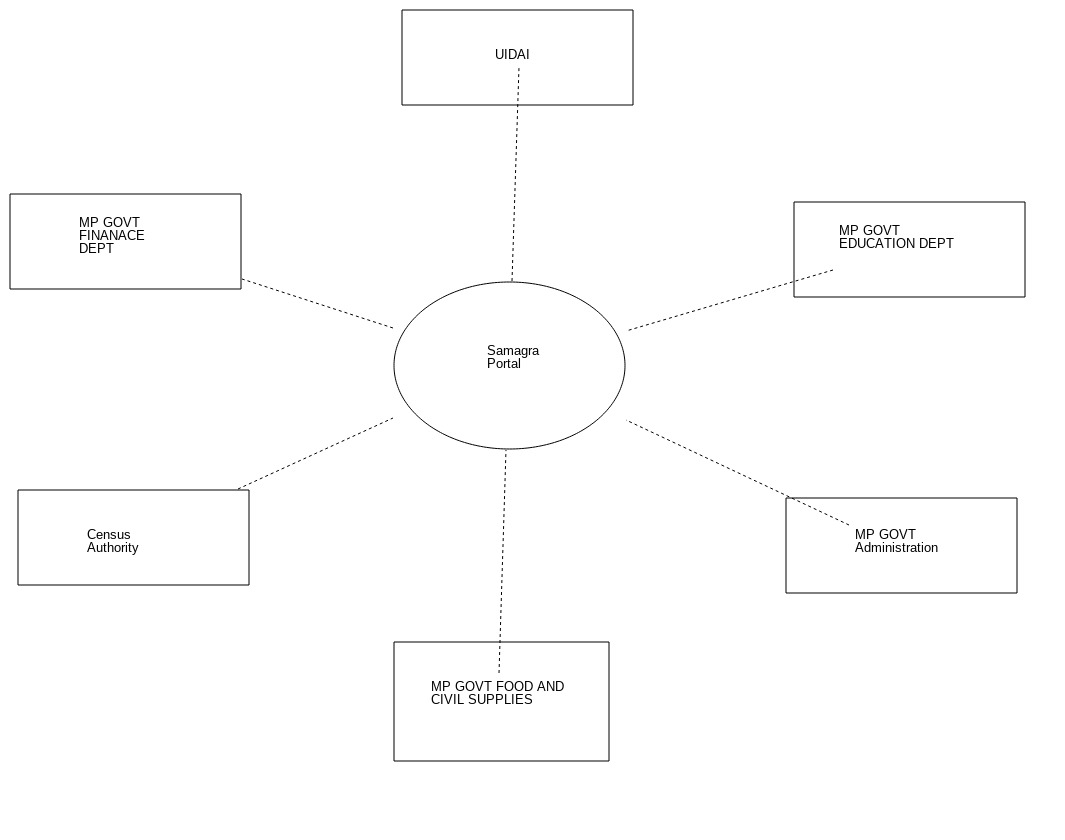 UIDAI
MP GOVT
FINANACE
DEPT
MP GOVT
EDUCATION DEPT
Samagra
Portal
Census
Authority
MP GOVT
Administration
MP GOVT FOOD AND
CIVIL SUPPLIES